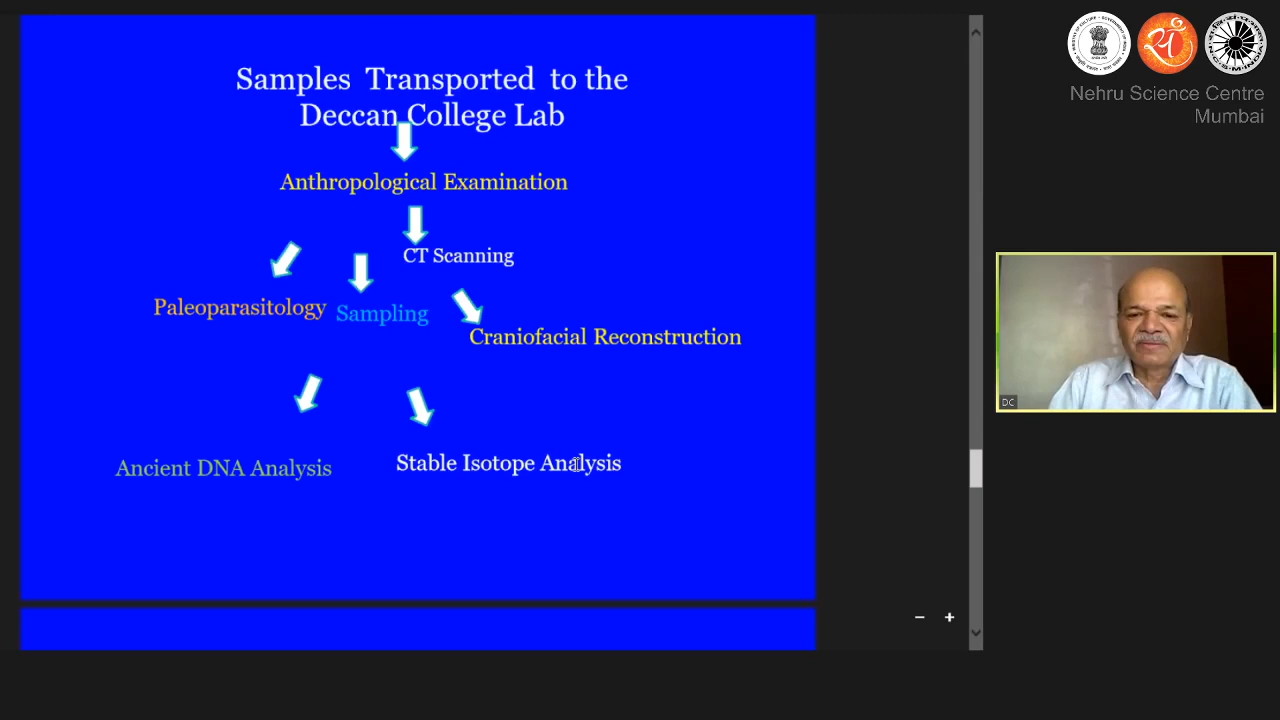 Samples Transported to the
Deccan College Lab
Anthropological Examination
CT Scanning
Paleoparasitology
Sampling
Craniofacial Reconstruction
Ancient DNA Analysis
Stable Isotope Analysis
Nehru Science Centre
Mumbai
DC